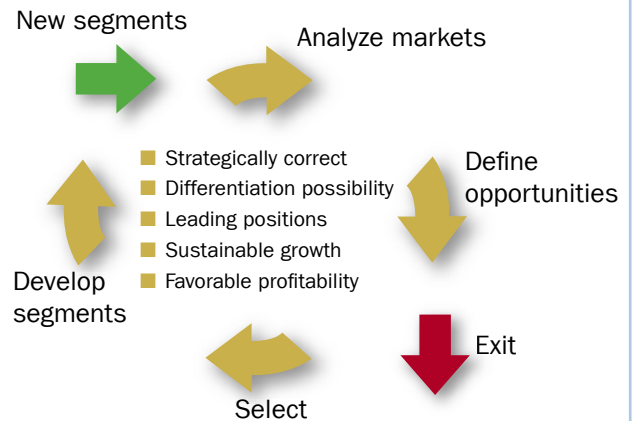 New segments
Analyze markets
Strategically correct
Differentiation possibility
Leading positions
Sustainable growth
Favorable profitability
Define
opportunities
Develop
segments
Exit
Select